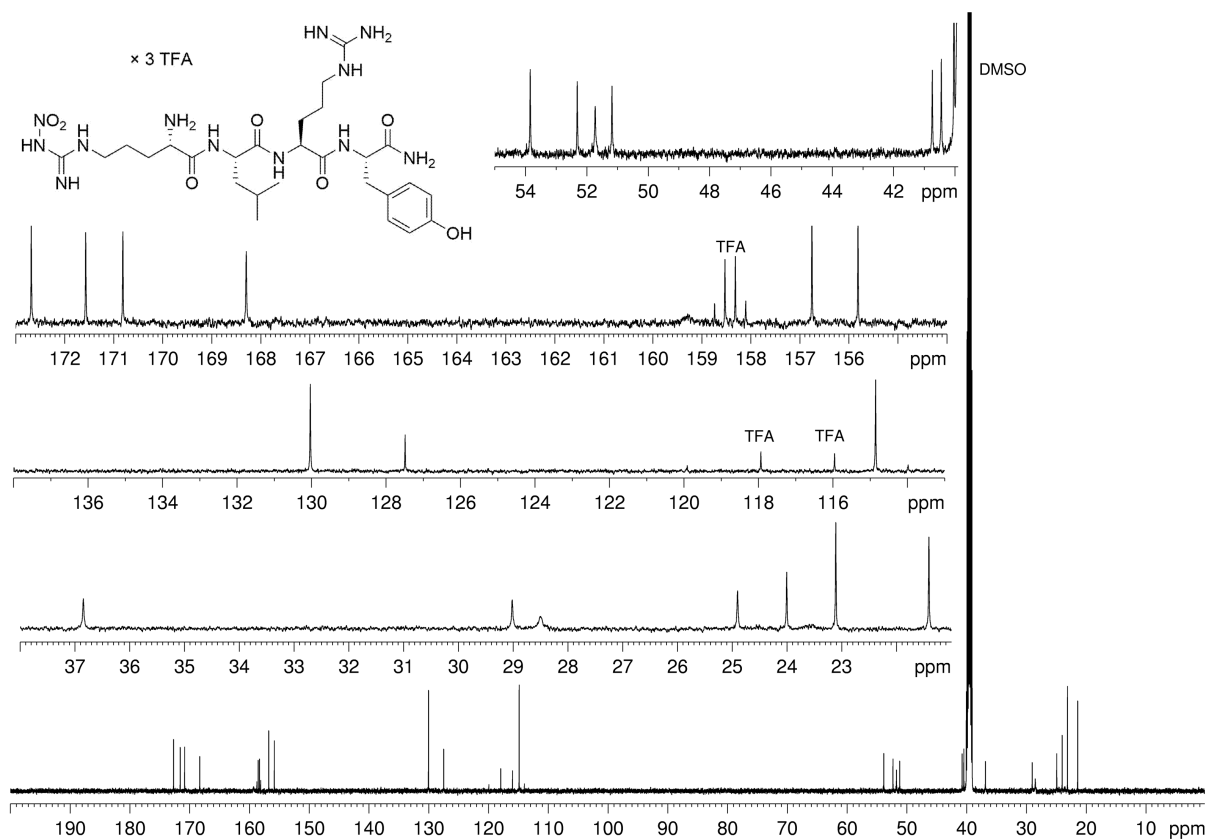 × 3 TFA
HN NH₂
NH
NO₂
HN
H
N
NH₂
NH
O
H
N
O
N
H
O
H
N
O
NH₂
OH
DMSO
54 52 50 48 46 44 42 ppm
TFA
172 171 170 169 168 167 166 165 164 163 162 161 160 159 158 157 156 ppm
TFA TFA
136 132 130 128 126 124 122 120 118 116 ppm
37 36 35 34 33 32 31 30 29 28 27 26 25 24 23 ppm
190 180 170 160 150 140 130 120 110 100 90 80 70 60 50 40 30 20 10 ppm